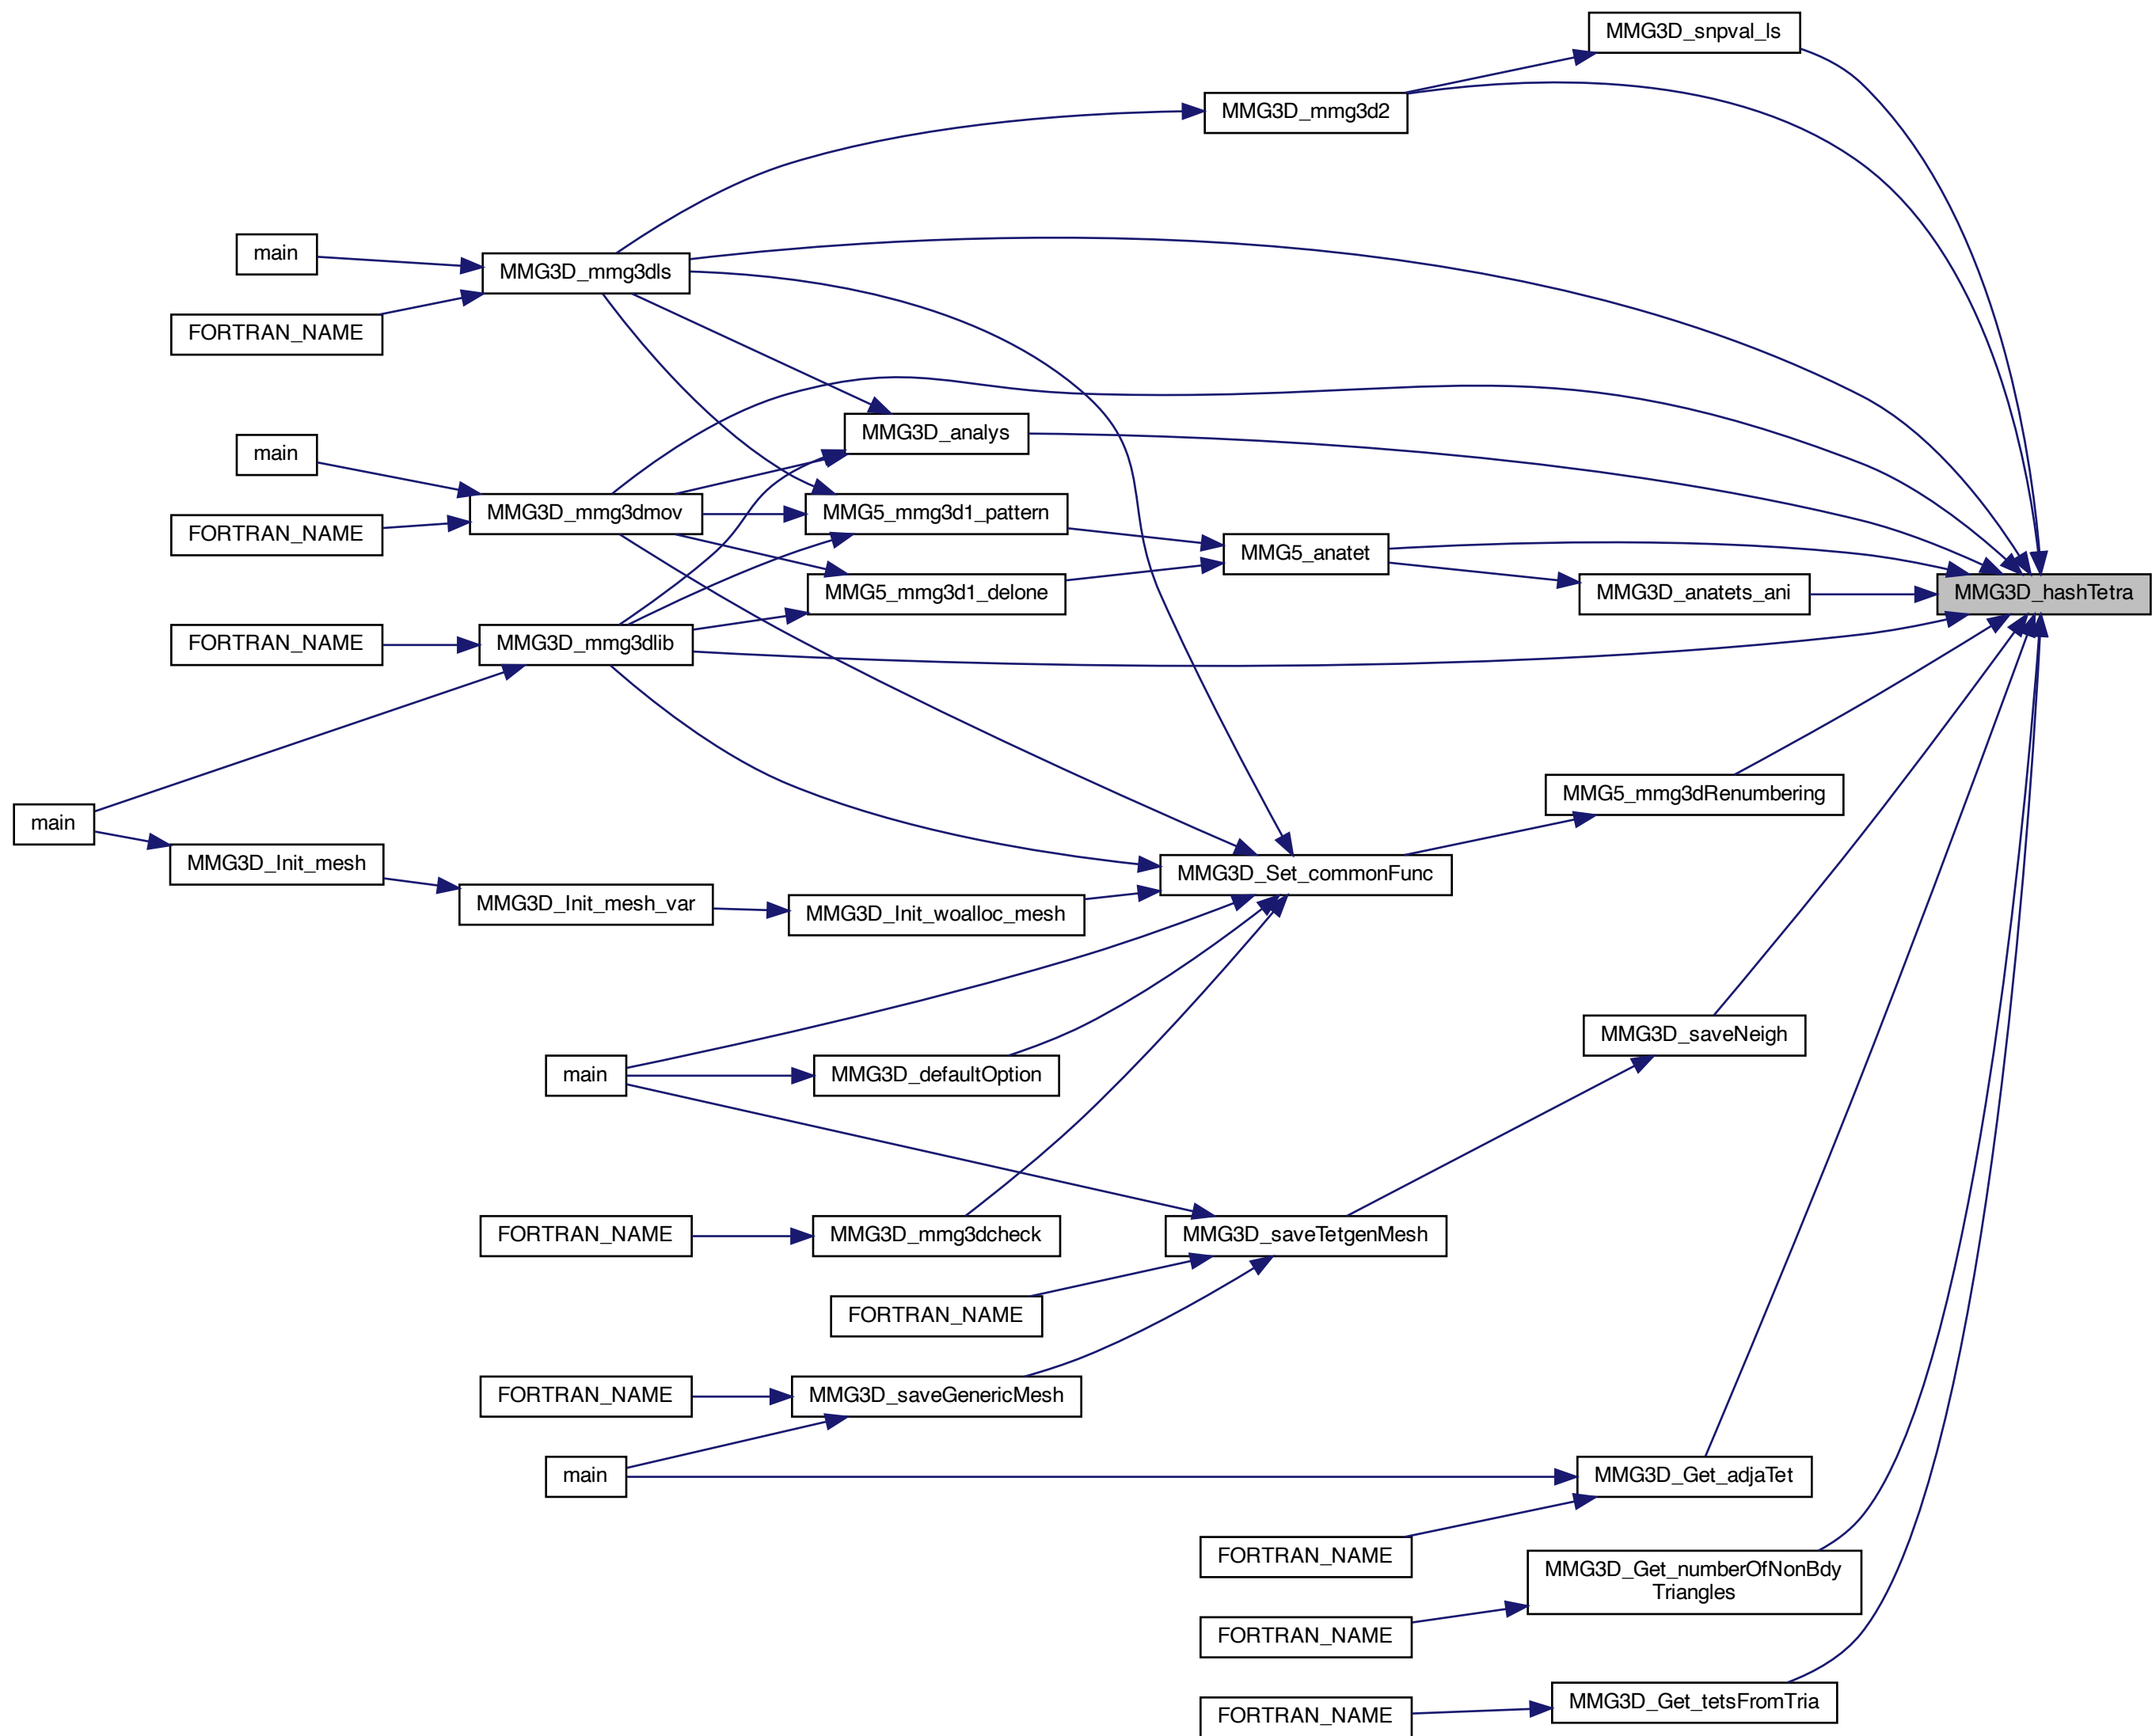 MMG3D_snpval_ls
MMG3D_mmg3d2
main
MMG3D_mmg3dls
FORTRAN_NAME
MMG3D_analys
main
MMG3D_mmg3dmov
MMG5_mmg3d1_pattern
FORTRAN_NAME
MMG5_anatet
MMG5_mmg3d1_delone
MMG3D_anatets_ani
MMG3D_hashTetra
FORTRAN_NAME
MMG3D_mmg3dlib
MMG5_mmg3dRenumbering
main
MMG3D_Init_mesh
MMG3D_Set_commonFunc
MMG3D_Init_mesh_var
MMG3D_Init_woalloc_mesh
MMG3D_saveNeigh
main
MMG3D_defaultOption
FORTRAN_NAME
MMG3D_mmg3dcheck
MMG3D_saveTetgenMesh
FORTRAN_NAME
FORTRAN_NAME
MMG3D_saveGenericMesh
main
MMG3D_Get_adjaTet
FORTRAN_NAME
MMG3D_Get_numberOfNonBdy
Triangles
FORTRAN_NAME
MMG3D_Get_tetsFromTria
FORTRAN_NAME